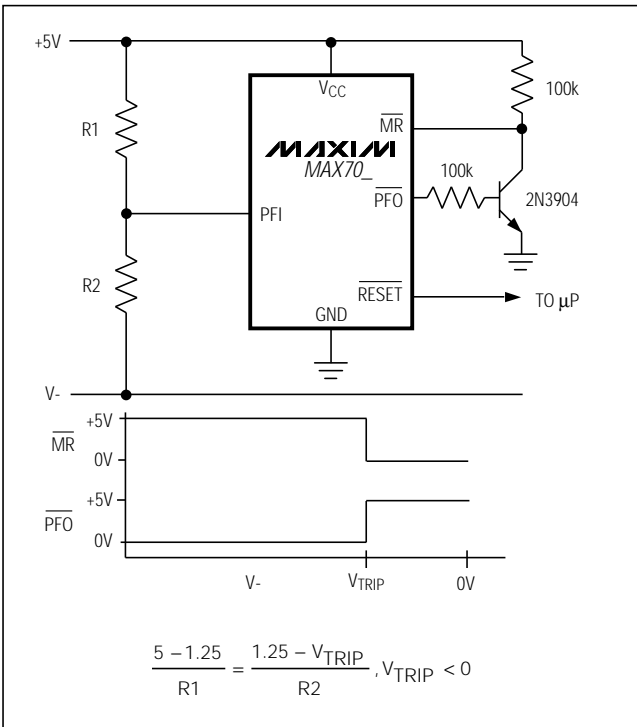 +5V
100k
VCC
R1
MR
MAXIM
MAX70_
100k
PFO
2N3904
PFI
R2
RESET
TO μP
GND
V-
+5V
MR
0V
+5V
PFO
0V
V- VTRIP 0V
5 – 1.25 / R1 = 1.25 – VTRIP / R2 , VTRIP < 0